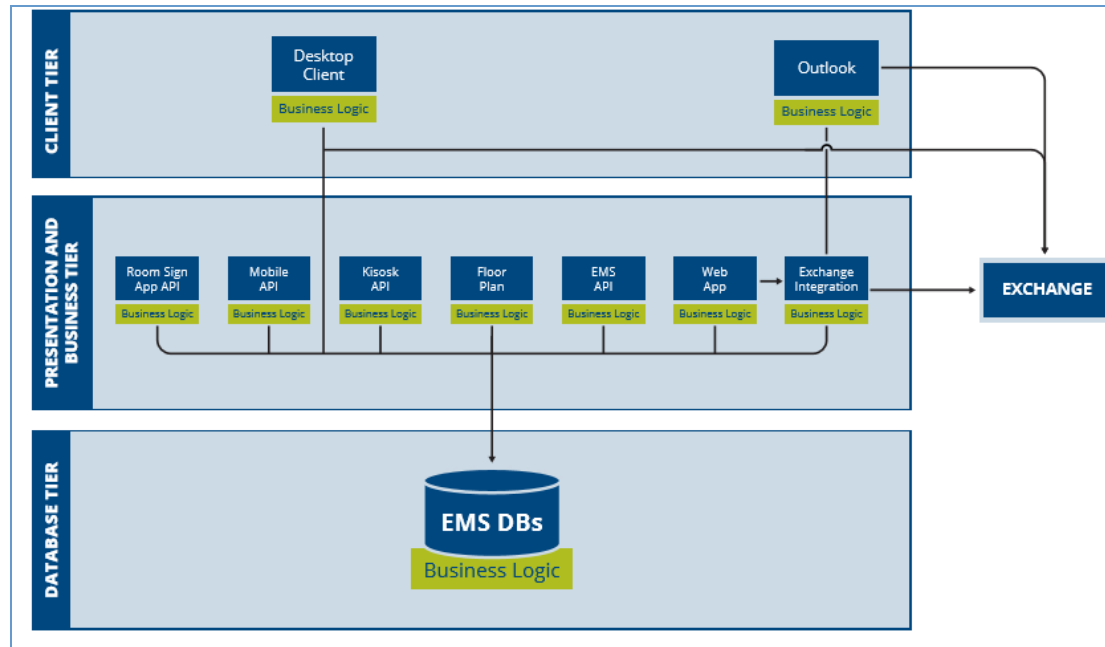 CLIENT TIER
Desktop
Client
Business Logic
Outlook
Business Logic
PRESENTATION AND
BUSINESS TIER
Room Sign
App API
Business Logic
Mobile
API
Business Logic
Kisosk API
Business Logic
Floor
Plan
Business Logic
EMS
API
Business Logic
Web
App
Business Logic
Exchange
Integration
Business Logic
EXCHANGE
DATABASE TIER
EMS DBs
Business Logic